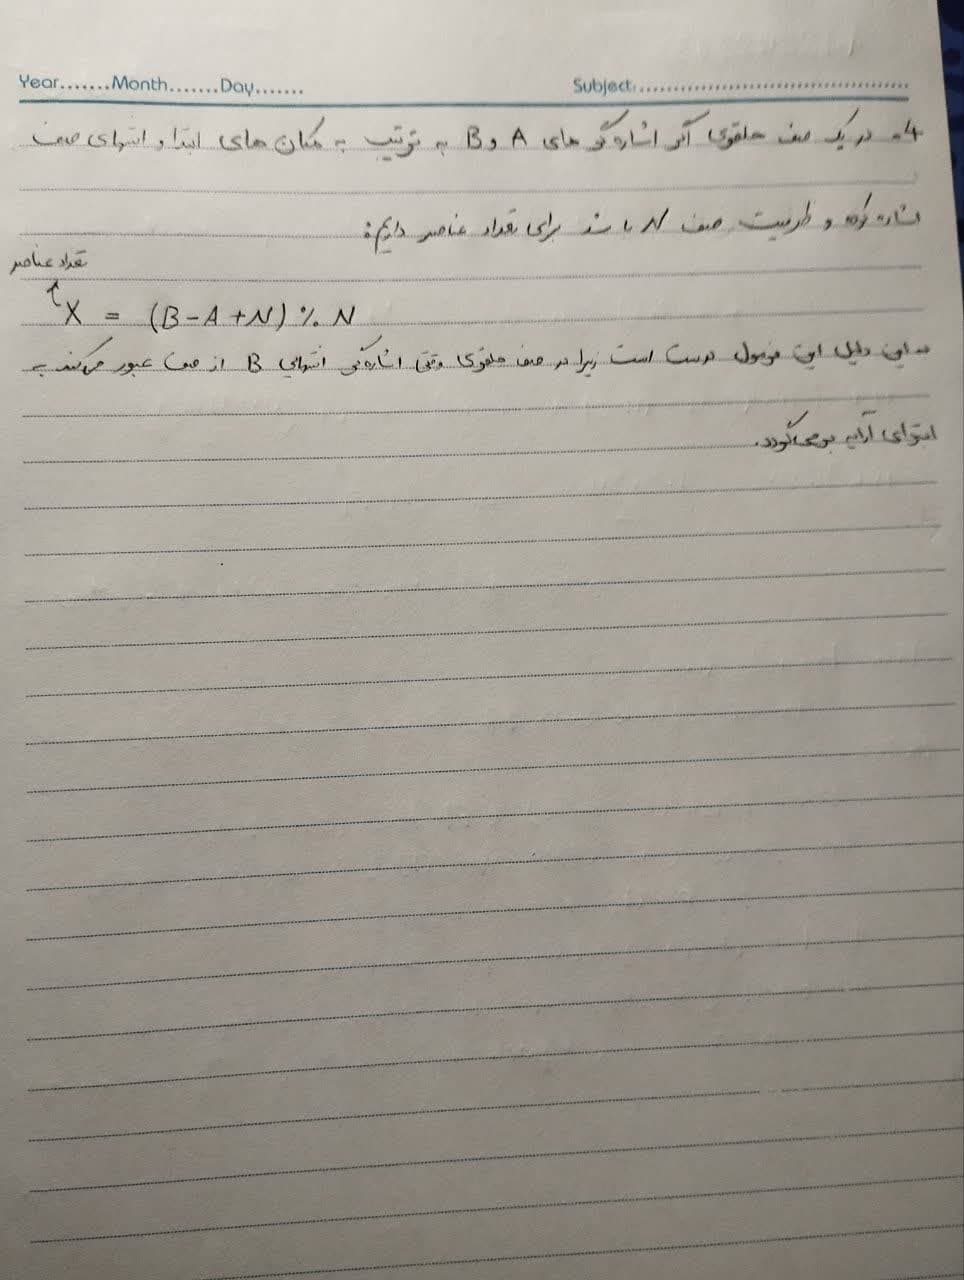 Year.......Month.......Day....... Subject:.......................................
4. در یک صف حلقوی اگر اشاره‌گر های A و B به ترتیب به مکان های ابتدا و انتهای صف
اشاره کرده و ظرفیت صف N باشد برای تعداد عناصر داریم:
تعداد عناصر
X = (B-A+N) % N
به این دلیل این فرمول درست است زیرا در صف حلقوی وقتی اشاره‌گر انتهای B از صف عبور می‌کند به
ابتدای آرایه برمی‌گردد.